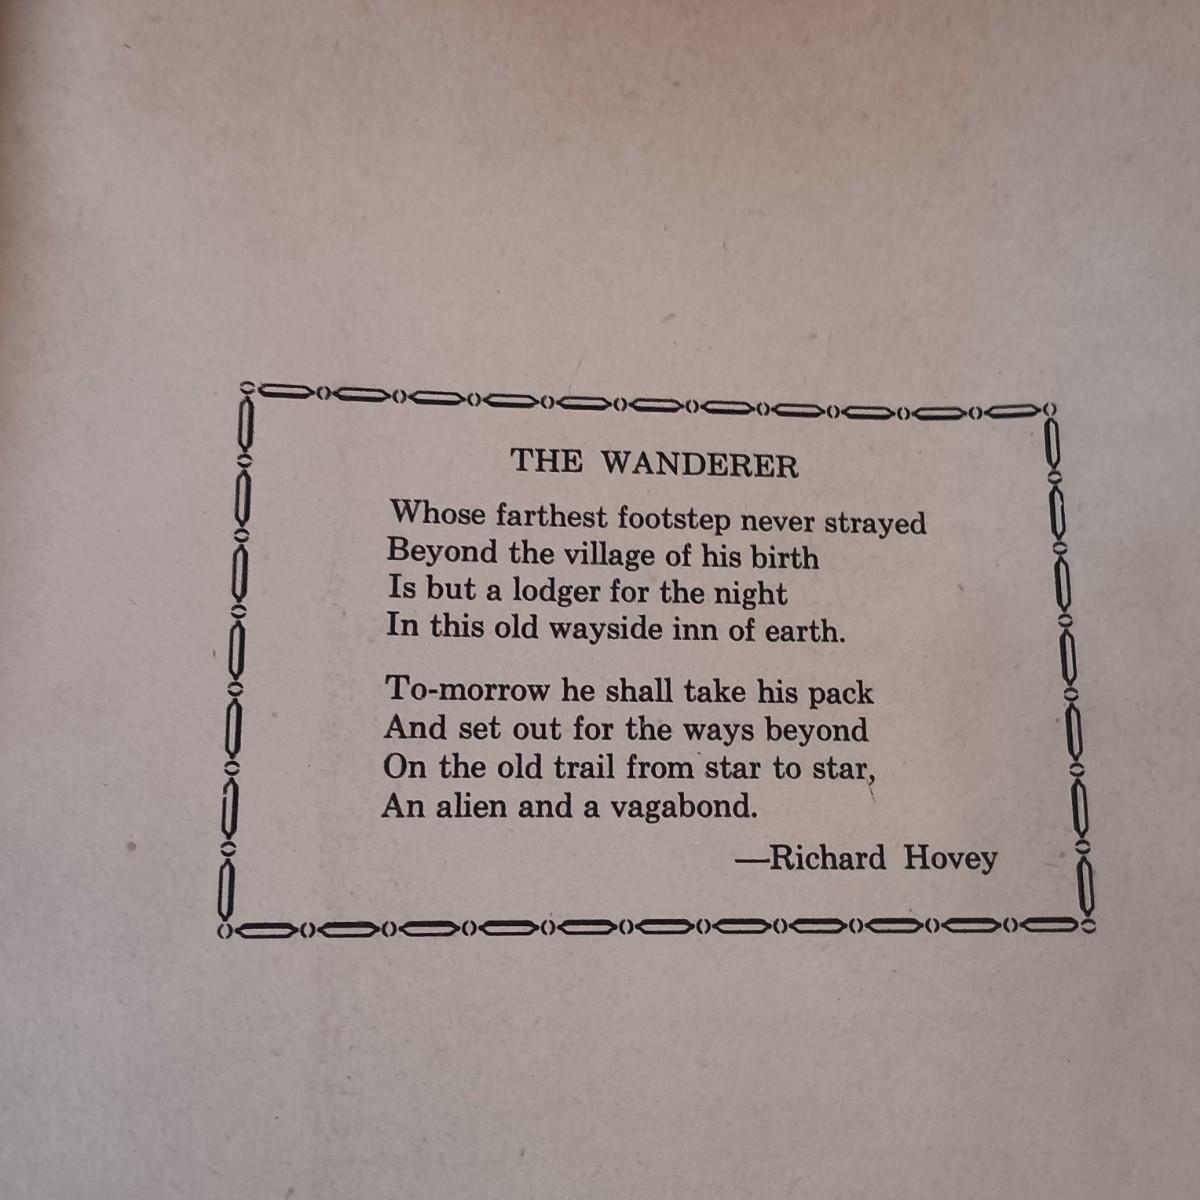 THE WANDERER
Whose farthest footstep never strayed
Beyond the village of his birth
Is but a lodger for the night
In this old wayside inn of earth.
To-morrow he shall take his pack
And set out for the ways beyond
On the old trail from star to star,
An alien and a vagabond.
—Richard Hovey